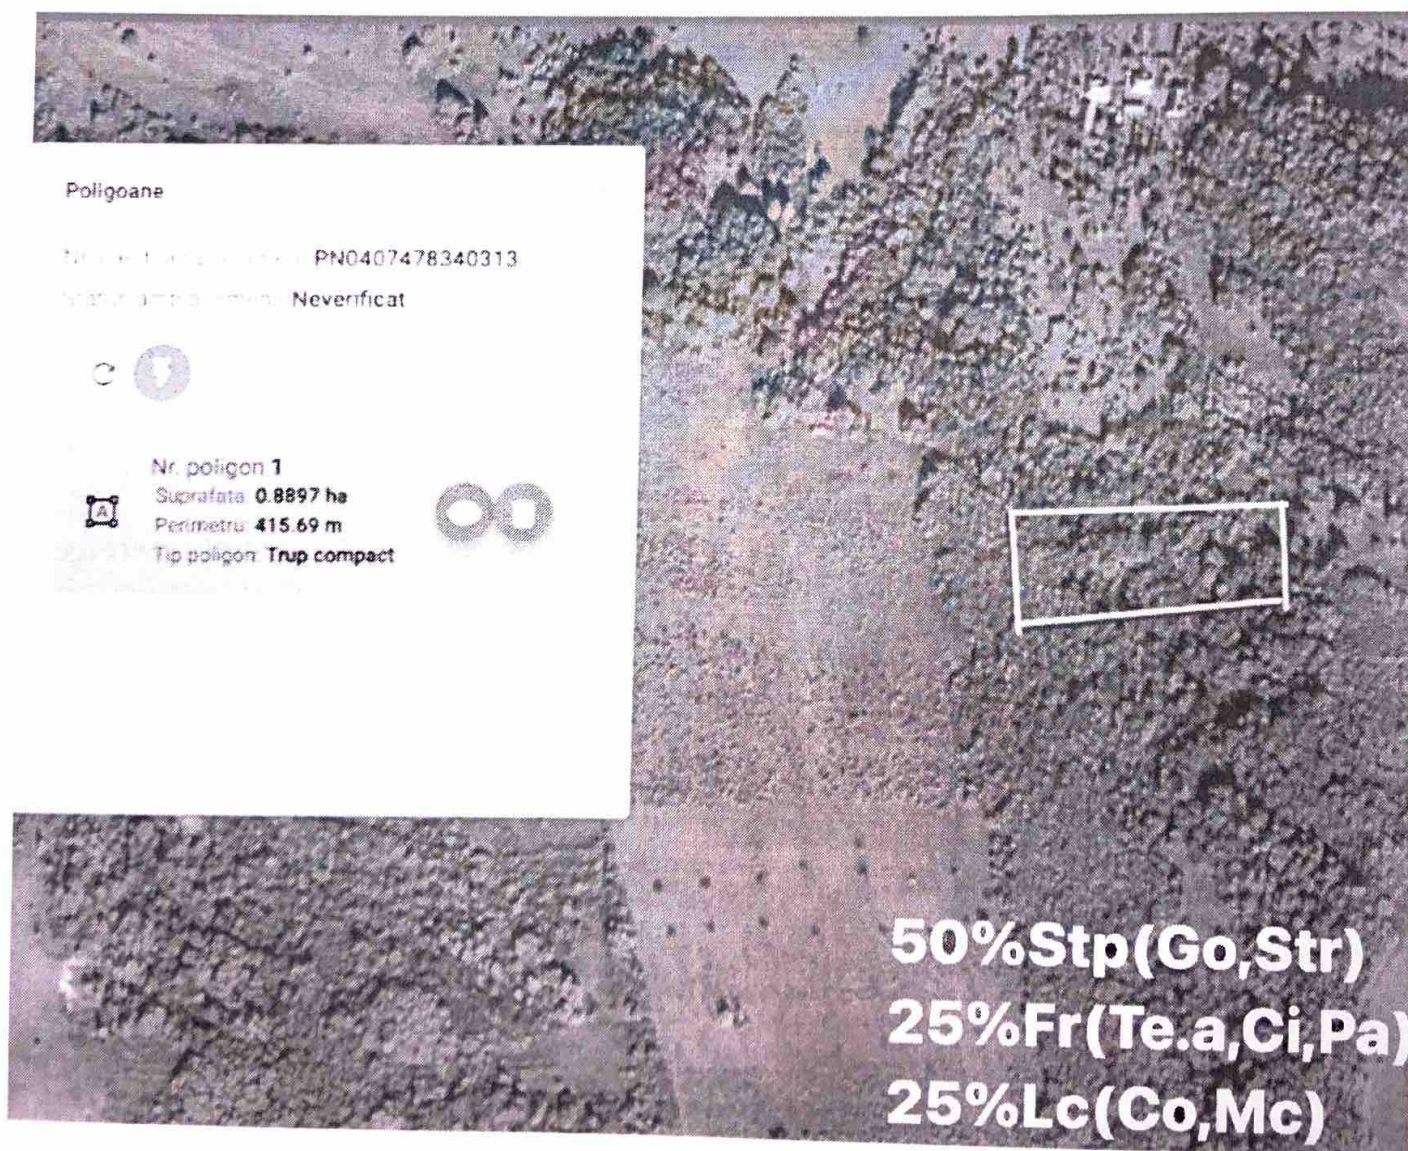 Poligoane
PN0407478340313
Neverificat
Nr. poligon 1
Suprafata: 0.8897 ha
Perimetru: 415.69 m
Tip poligon: Trup compact
50%Stp(Go,Str)
25%Fr(Te.a,Ci,Pa)
25%Lc(Co,Mc)